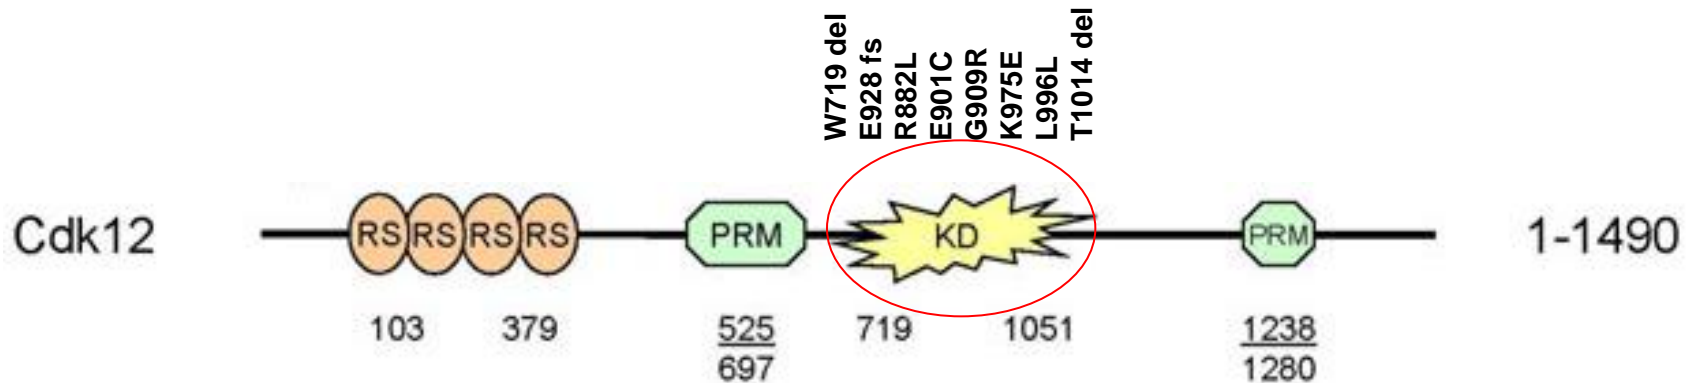 W719 del
E928 fs
R882L
E901C
G909R
K975E
L996L
T1014 del
Cdk12
RS RS RS RS
PRM
KD
PRM
1-1490
103
379
525
697
719
1051
1238
1280